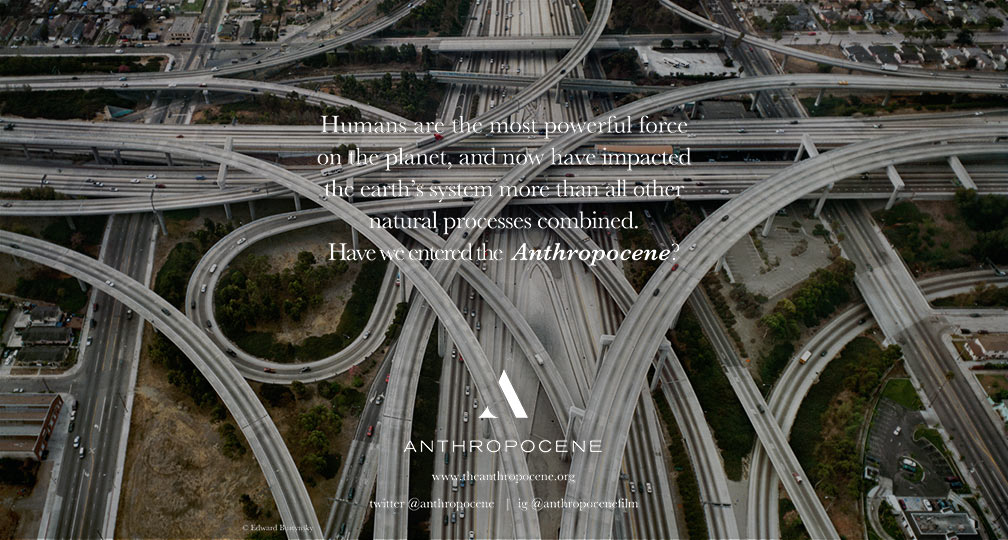 Humans are the most powerful force
on the planet, and now have impacted
the earth's system more than all other
natural processes combined.
Have we entered the Anthropocene?
ANTHROPOCENE
www.theanthropocene.org
twitter @anthropocene | ig @anthropocenefilm
© Edward Burtynsky